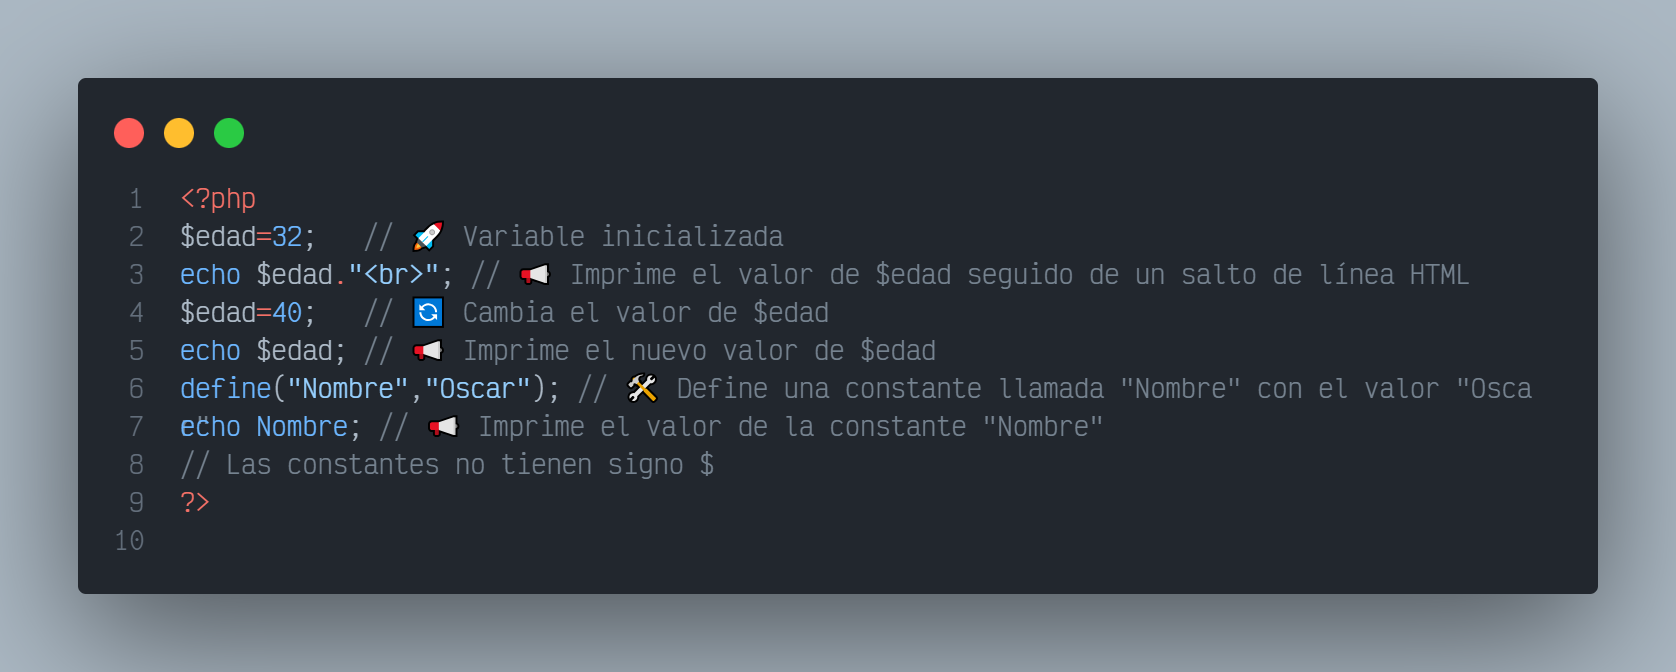 1 <?php
2 $edad=32; // 🚀 Variable inicializada
3 echo $edad."<br>"; // 📢 Imprime el valor de $edad seguido de un salto de línea HTML
4 $edad=40; // 🔄 Cambia el valor de $edad
5 echo $edad; // 📢 Imprime el nuevo valor de $edad
6 define("Nombre","Oscar"); // 🛠 Define una constante llamada "Nombre" con el valor "Osca
r"
7 echo Nombre; // 📢 Imprime el valor de la constante "Nombre"
8 // Las constantes no tienen signo $
9 ?>
10